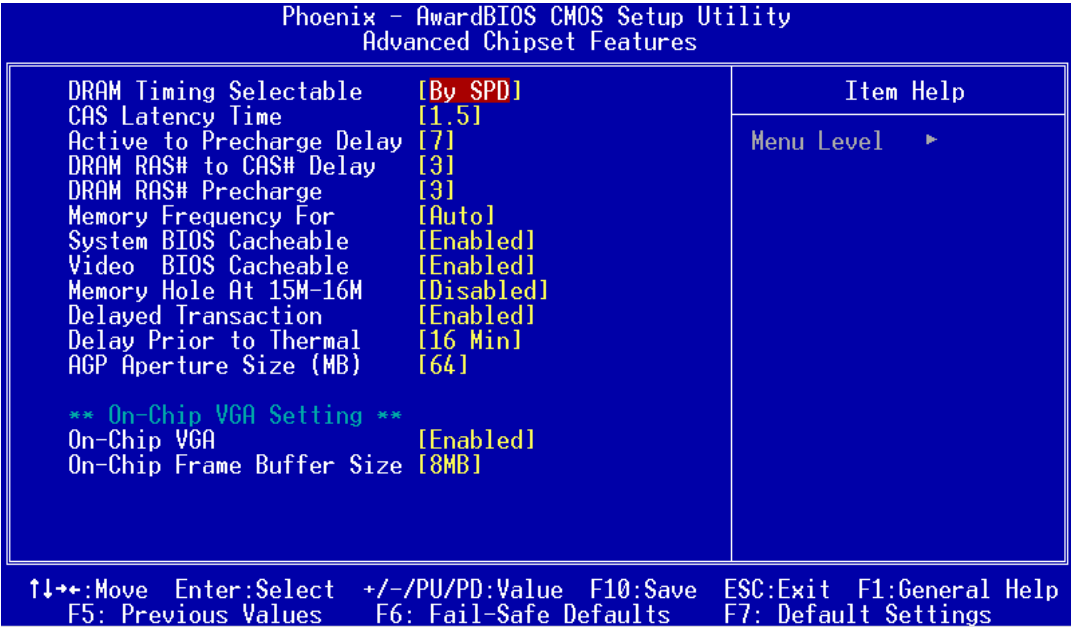 Phoenix - AwardBIOS CMOS Setup Utility
Advanced Chipset Features
DRAM Timing Selectable [By SPD]
CAS Latency Time [1.5]
Active to Precharge Delay [7]
DRAM RAS# to CAS# Delay [3]
DRAM RAS# Precharge [3]
Memory Frequency For [Auto]
System BIOS Cacheable [Enabled]
Video  BIOS Cacheable [Enabled]
Memory Hole At 15M-16M [Disabled]
Delayed Transaction [Enabled]
Delay Prior to Thermal [16 Min]
AGP Aperture Size (MB) [64]
** On-Chip VGA Setting **
On-Chip VGA [Enabled]
On-Chip Frame Buffer Size [8MB]
Item Help
Menu Level ►
↑↓→←:Move Enter:Select +/-/PU/PD:Value F10:Save ESC:Exit F1:General Help
F5: Previous Values F6: Fail-Safe Defaults F7: Default Settings